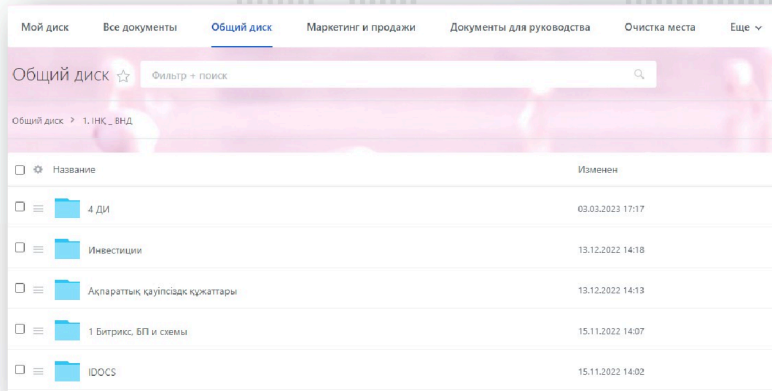 Мой диск Все документы Общий диск Маркетинг и продажи Документы для руководства Очистка места Еще
Общий диск Фильтр + поиск
Общий диск > 1. ІНҚ _ ВНД
Название Изменен
4 ДИ 03.03.2023 17:17
Инвестиции 13.12.2022 14:18
Ақпараттық қауіпсіздк құжаттары 13.12.2022 14:13
1 Битрикс, БП и схемы 15.11.2022 14:07
IDOCS 15.11.2022 14:02